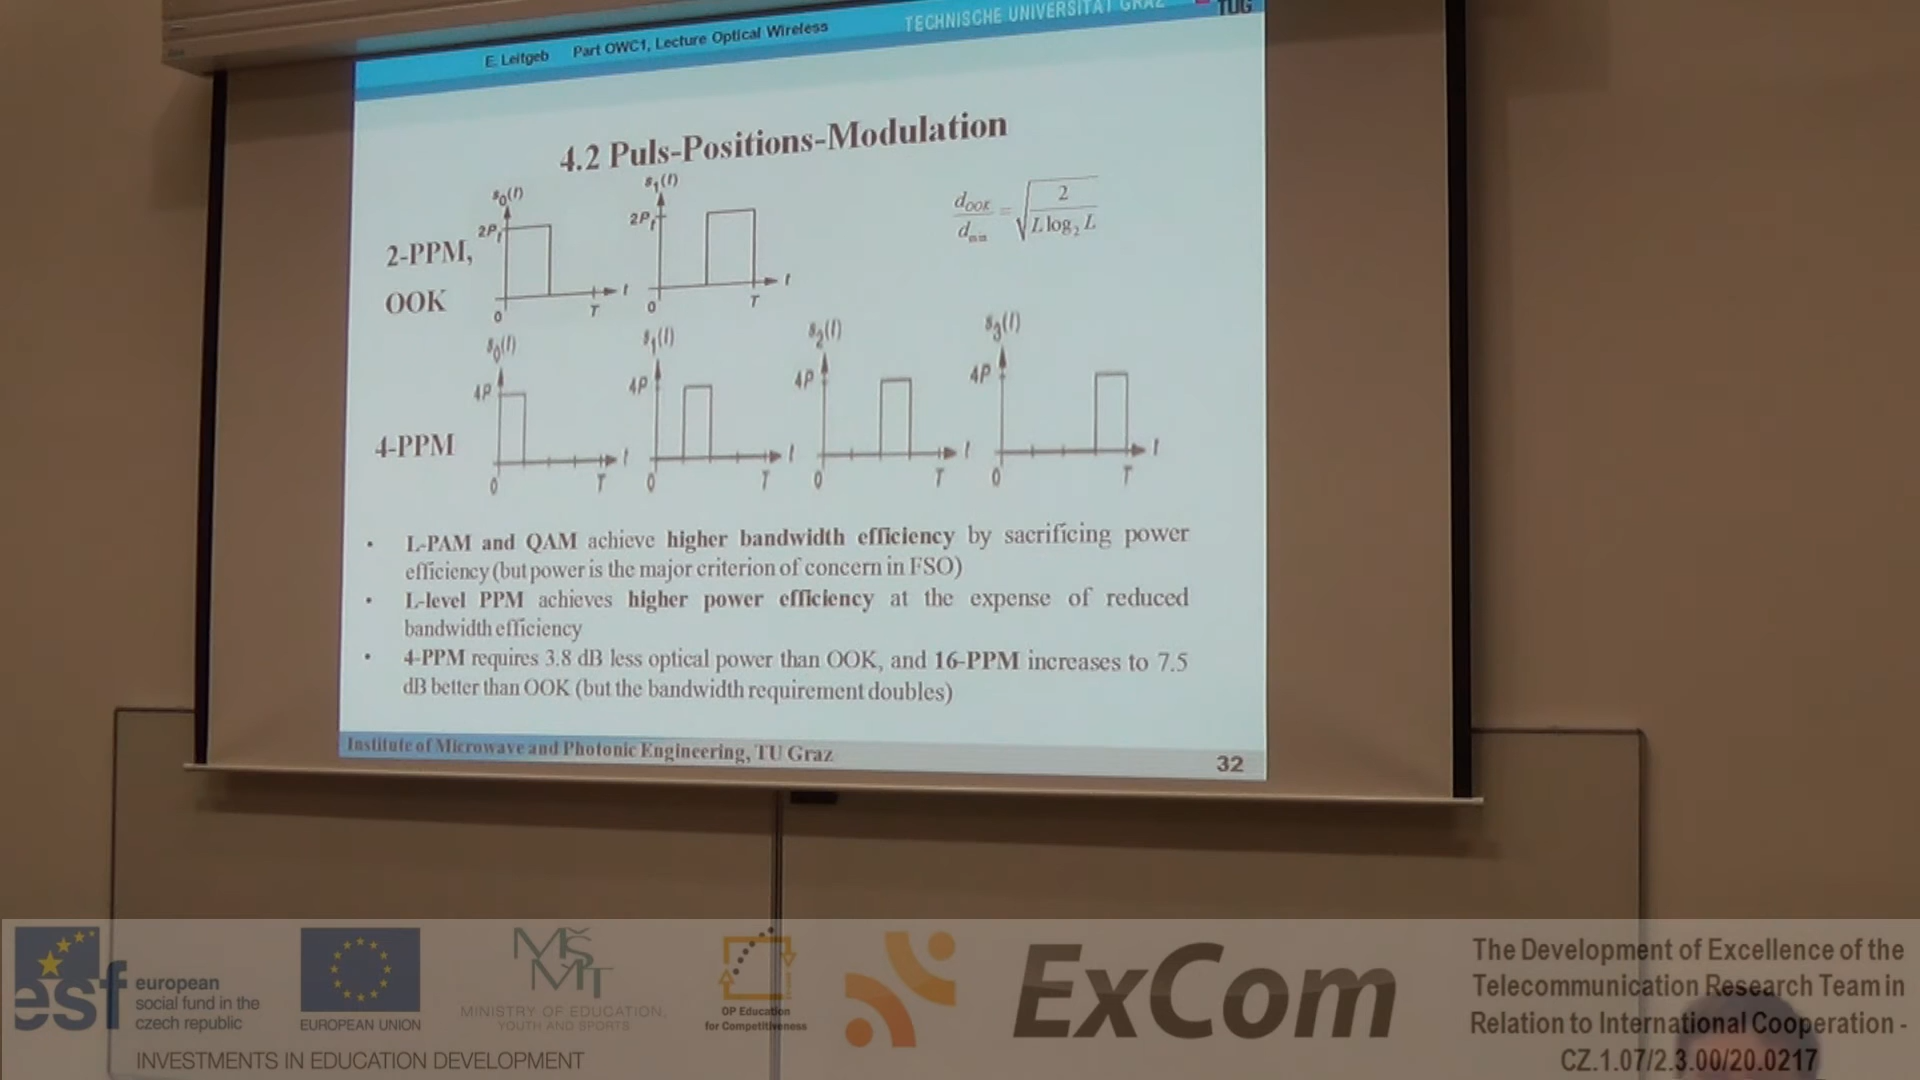 E. Leitgeb Part OWC1, Lecture Optical Wireless
TECHNISCHE UNIVERSITÄT GRAZ TUG
4.2 Puls-Positions-Modulation
s0(t) s1(t)
2Pt 2Pt
2-PPM,
OOK
0 T t 0 T t
dOOK / = √ 2 / L log2 L
s0(t) s1(t) s2(t) s3(t)
4P 4P 4P 4P
4-PPM
0 T t 0 T t 0 T t 0 T t
• L-PAM and QAM achieve higher bandwidth efficiency by sacrificing power
efficiency (but power is the major criterion of concern in FSO)
• L-level PPM achieves higher power efficiency at the expense of reduced
bandwidth efficiency
• 4-PPM requires 3.8 dB less optical power than OOK, and 16-PPM increases to 7.5
dB better than OOK (but the bandwidth requirement doubles)
Institute of Microwave and Photonic Engineering, TU Graz 32
esf european
social fund in the
czech republic
EUROPEAN UNION
MŠMT
MINISTRY OF EDUCATION,
YOUTH AND SPORTS
OP Education
for Competitiveness
INVESTMENTS IN EDUCATION DEVELOPMENT
ExCom
The Development of Excellence of the
Telecommunication Research Team in
Relation to International Cooperation -
CZ.1.07/2.3.00/20.0217